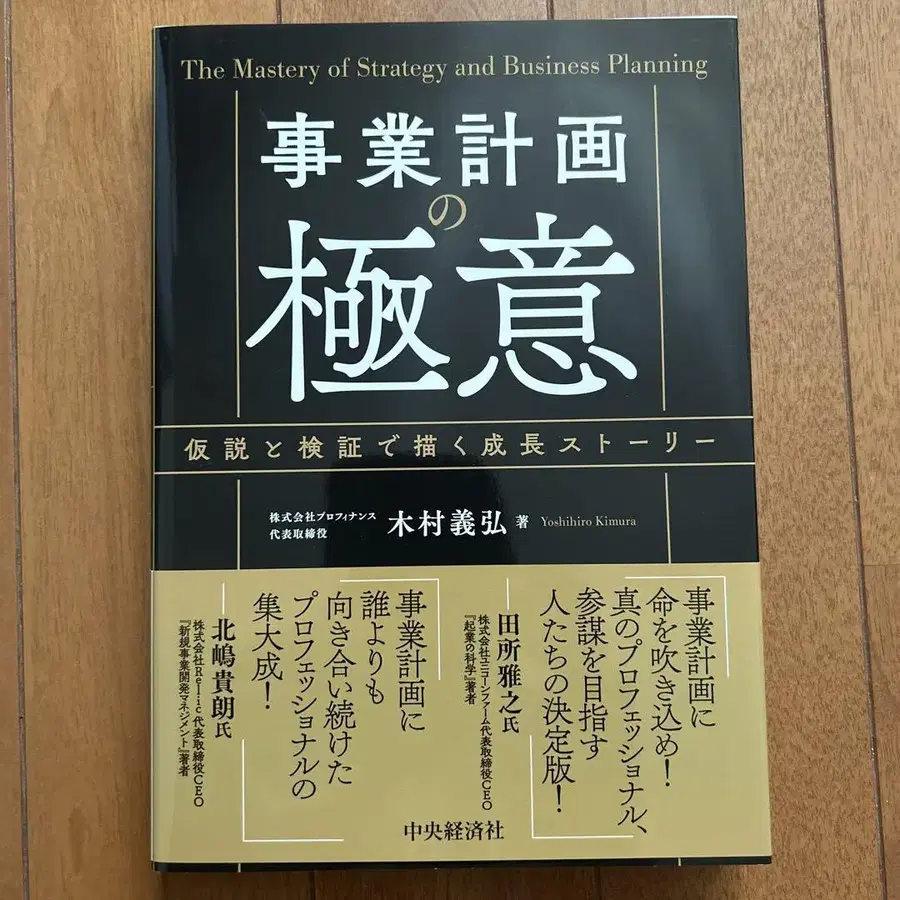 The Mastery of Strategy and Business Planning
事業計画
の
極意
仮説と検証で描く成長ストーリー
株式会社プロフィナンス
代表取締役
木村義弘 著 Yoshihiro Kimura
事業計画に
命を吹き込め！
真のプロフェッショナル、
参謀を目指す
人たちの決定版！
田所雅之氏
株式会社ユニコーンファーム代表取締役CEO
『起業の科学』著者
事業計画に
誰よりも
向き合い続けた
プロフェッショナルの
集大成！
北嶋貴朗氏
株式会社Relic代表取締役CEO
『新規事業開発マネジメント』著者
中央経済社